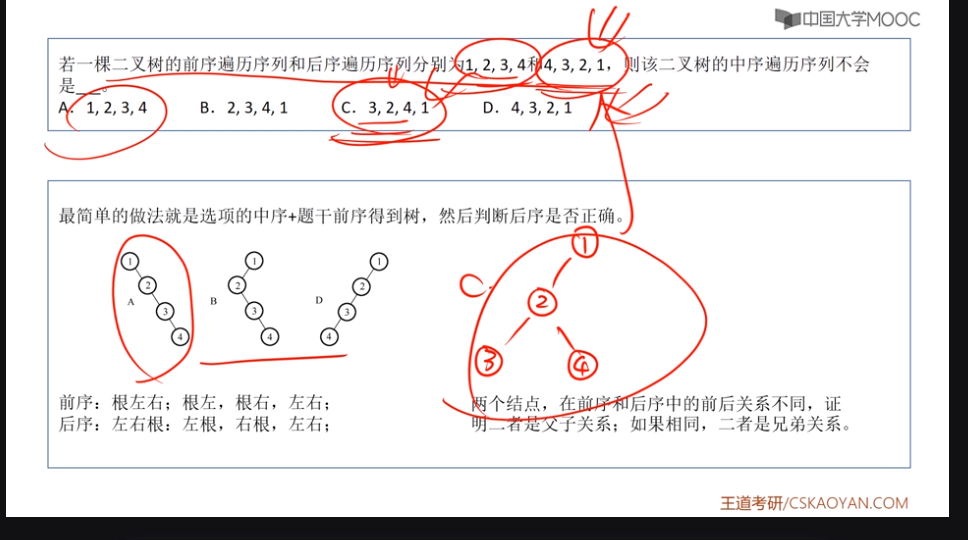 中国大学MOOC
若一棵二叉树的前序遍历序列和后序遍历序列分别为1, 2, 3, 4和4, 3, 2, 1，则该二叉树的中序遍历序列不会
是___。
A. 1, 2, 3, 4 B. 2, 3, 4, 1 C. 3, 2, 4, 1 D. 4, 3, 2, 1
最简单的做法就是选项的中序+题干前序得到树，然后判断后序是否正确。
1 1 1 ①
2 2 2 C. ②
A B D
3 3 3
4 4 4 ③ ④
前序：根左右；根左，根右，左右；
后序：左右根：左根，右根，左右；
两个结点，在前序和后序中的前后关系不同，证
明二者是父子关系；如果相同，二者是兄弟关系。
王道考研/CSKAOYAN.COM